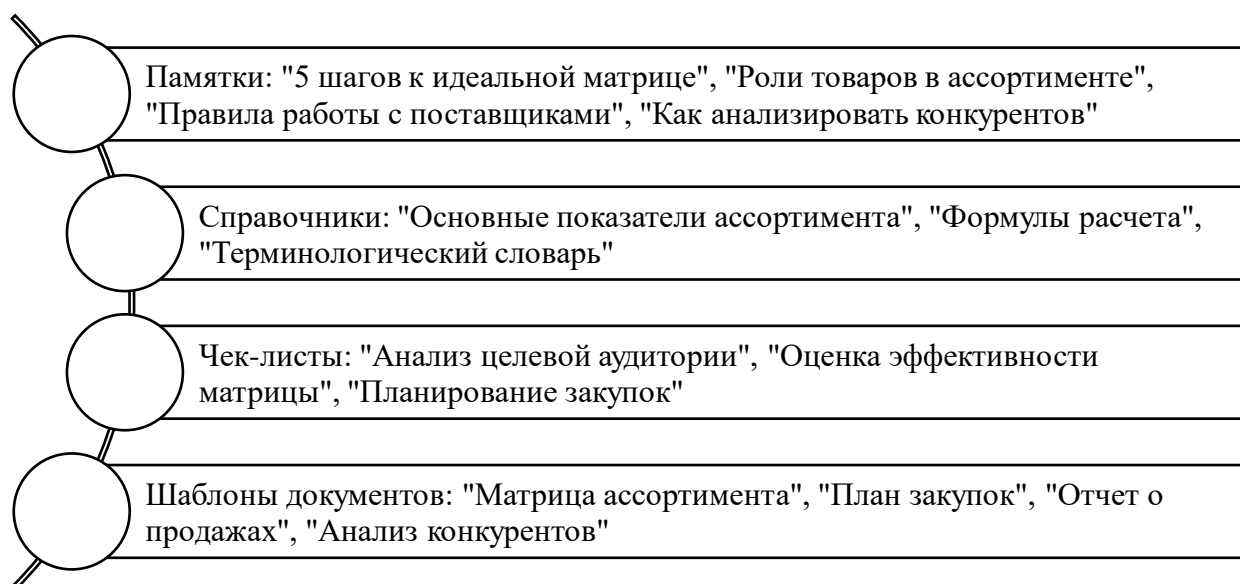 Памятки: "5 шагов к идеальной матрице", "Роли товаров в ассортименте",
"Правила работы с поставщиками", "Как анализировать конкурентов"
Справочники: "Основные показатели ассортимента", "Формулы расчета",
"Терминологический словарь"
Чек-листы: "Анализ целевой аудитории", "Оценка эффективности
матрицы", "Планирование закупок"
Шаблоны документов: "Матрица ассортимента", "План закупок", "Отчет о
продажах", "Анализ конкурентов"